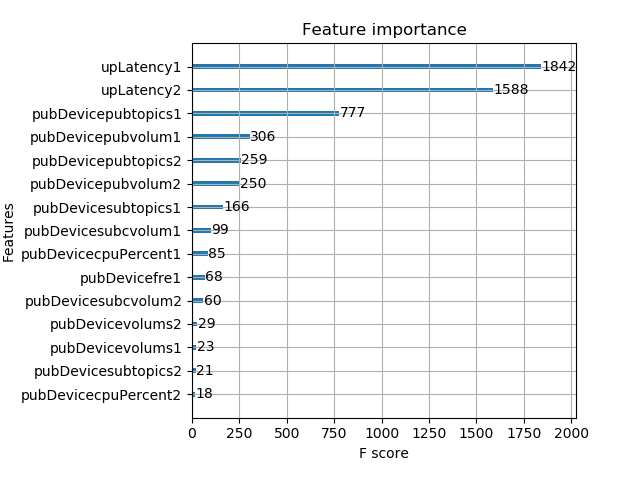 Feature importance
upLatency1 1842
upLatency2 1588
pubDevicepubtopics1 777
pubDevicepubvolum1 306
pubDevicepubtopics2 259
pubDevicepubvolum2 250
pubDevicesubtopics1 166
pubDevicesubcvolum1 99
pubDevicecpuPercent1 85
pubDevicefre1 68
pubDevicesubcvolum2 60
pubDevicevolums2 29
pubDevicevolums1 23
pubDevicesubtopics2 21
pubDevicecpuPercent2 18
Features
0 250 500 750 1000 1250 1500 1750 2000
F score